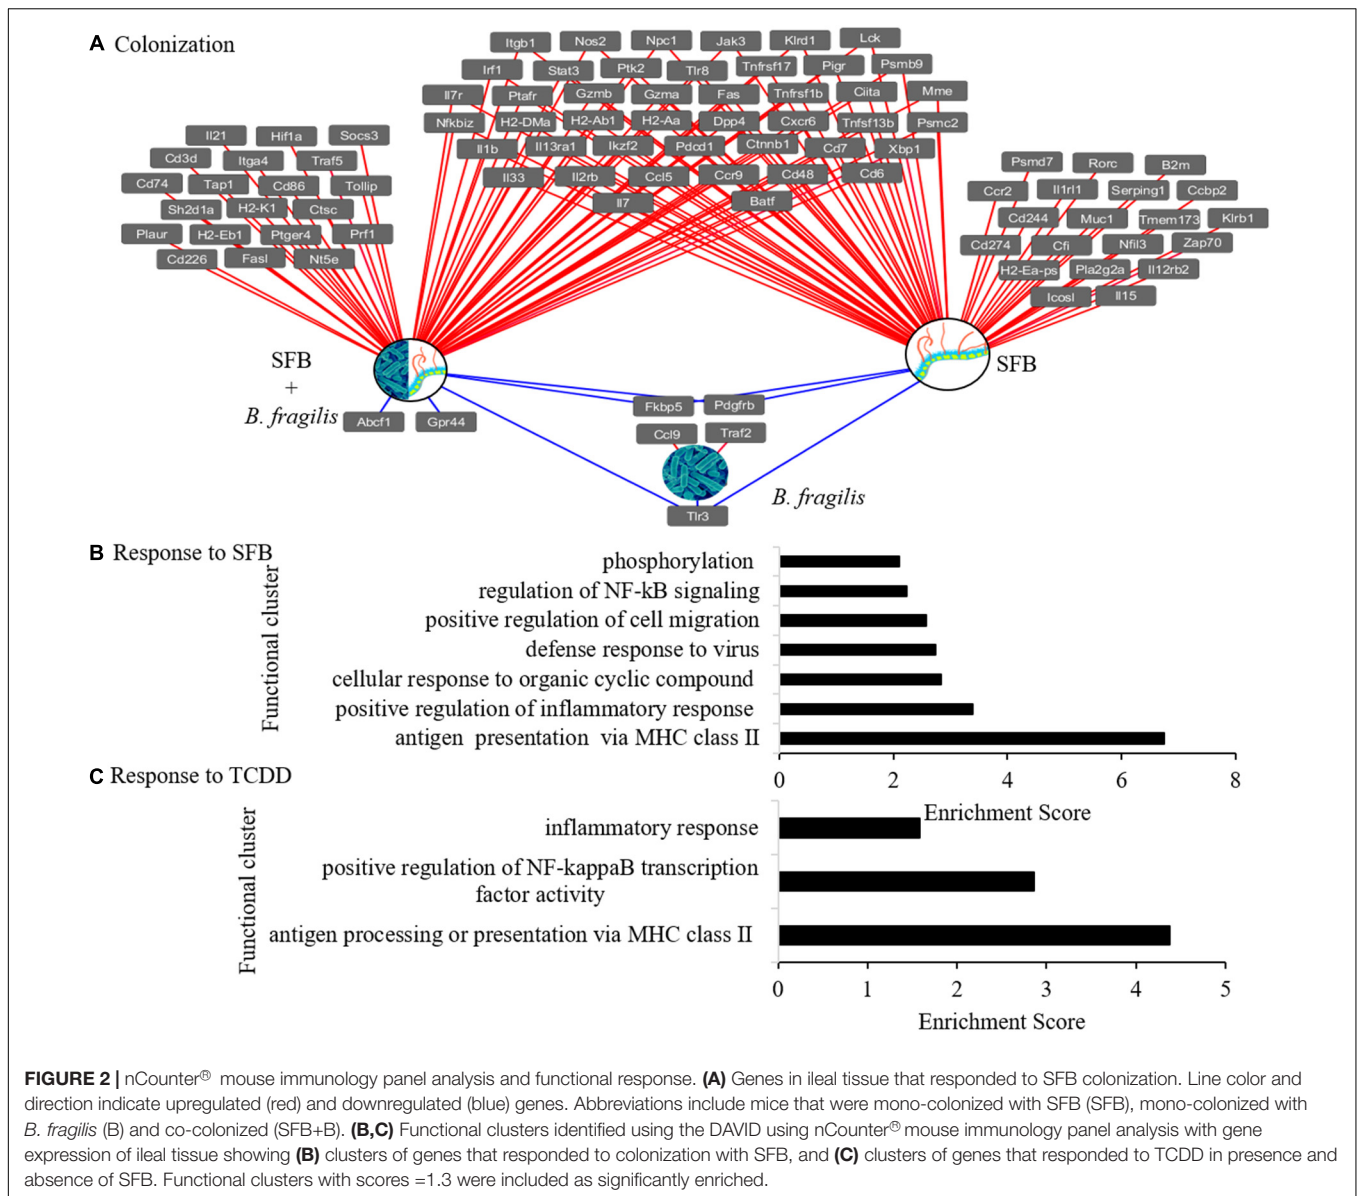 A Colonization
Itgb1 Nos2 Npc1 Jak3 Klrd1 Lck
Irf1 Stat3 Ptk2 Tlr8 Tnfrsf17 Pigr Psmb9
Il7r Ptafr Gzmb Gzma Fas Tnfrsf1b Ciita Mme
Nfkbiz H2-DMa H2-Ab1 H2-Aa Dpp4 Cxcr6 Tnfsf13b Psmc2
Il1b Il13ra1 Ikzf2 Pdcd1 Ctnnb1 Cd7 Xbp1
Il33 Il2rb Ccl5 Ccr9 Cd48 Cd6
Il7 Batf
Il21 Hif1a Socs3
Cd3d Itga4 Traf5
Cd74 Tap1 Cd86 Tollip
Sh2d1a H2-K1 Ctsc
Plaur H2-Eb1 Ptger4 Prf1
Cd226 Fasl Nt5e
Psmd7 Rorc B2m
Ccr2 Il1rl1 Serping1 Ccbp2
Cd244 Muc1 Tmem173 Klrb1
Cd274 Cfi Nfil3 Zap70
H2-Ea-ps Pla2g2a Il12rb2
Icosl Il15
SFB
+
B. fragilis
SFB
Abcf1 Gpr44
Fkbp5 Pdgfrb
Ccl9 Traf2
B. fragilis
Tlr3
B Response to SFB
Functional cluster
phosphorylation
regulation of NF-kB signaling
positive regulation of cell migration
defense response to virus
cellular response to organic cyclic compound
positive regulation of inflammatory response
antigen presentation via MHC class II
0 2 4 6 8
Enrichment Score
C Response to TCDD
Functional cluster
inflammatory response
positive regulation of NF-kappaB transcription
factor activity
antigen processing or presentation via MHC class II
0 1 2 3 4 5
Enrichment Score
FIGURE 2 | nCounter® mouse immunology panel analysis and functional response. (A) Genes in ileal tissue that responded to SFB colonization. Line color and
direction indicate upregulated (red) and downregulated (blue) genes. Abbreviations include mice that were mono-colonized with SFB (SFB), mono-colonized with
B. fragilis (B) and co-colonized (SFB+B). (B,C) Functional clusters identified using the DAVID using nCounter® mouse immunology panel analysis with gene
expression of ileal tissue showing (B) clusters of genes that responded to colonization with SFB, and (C) clusters of genes that responded to TCDD in presence and
absence of SFB. Functional clusters with scores =1.3 were included as significantly enriched.